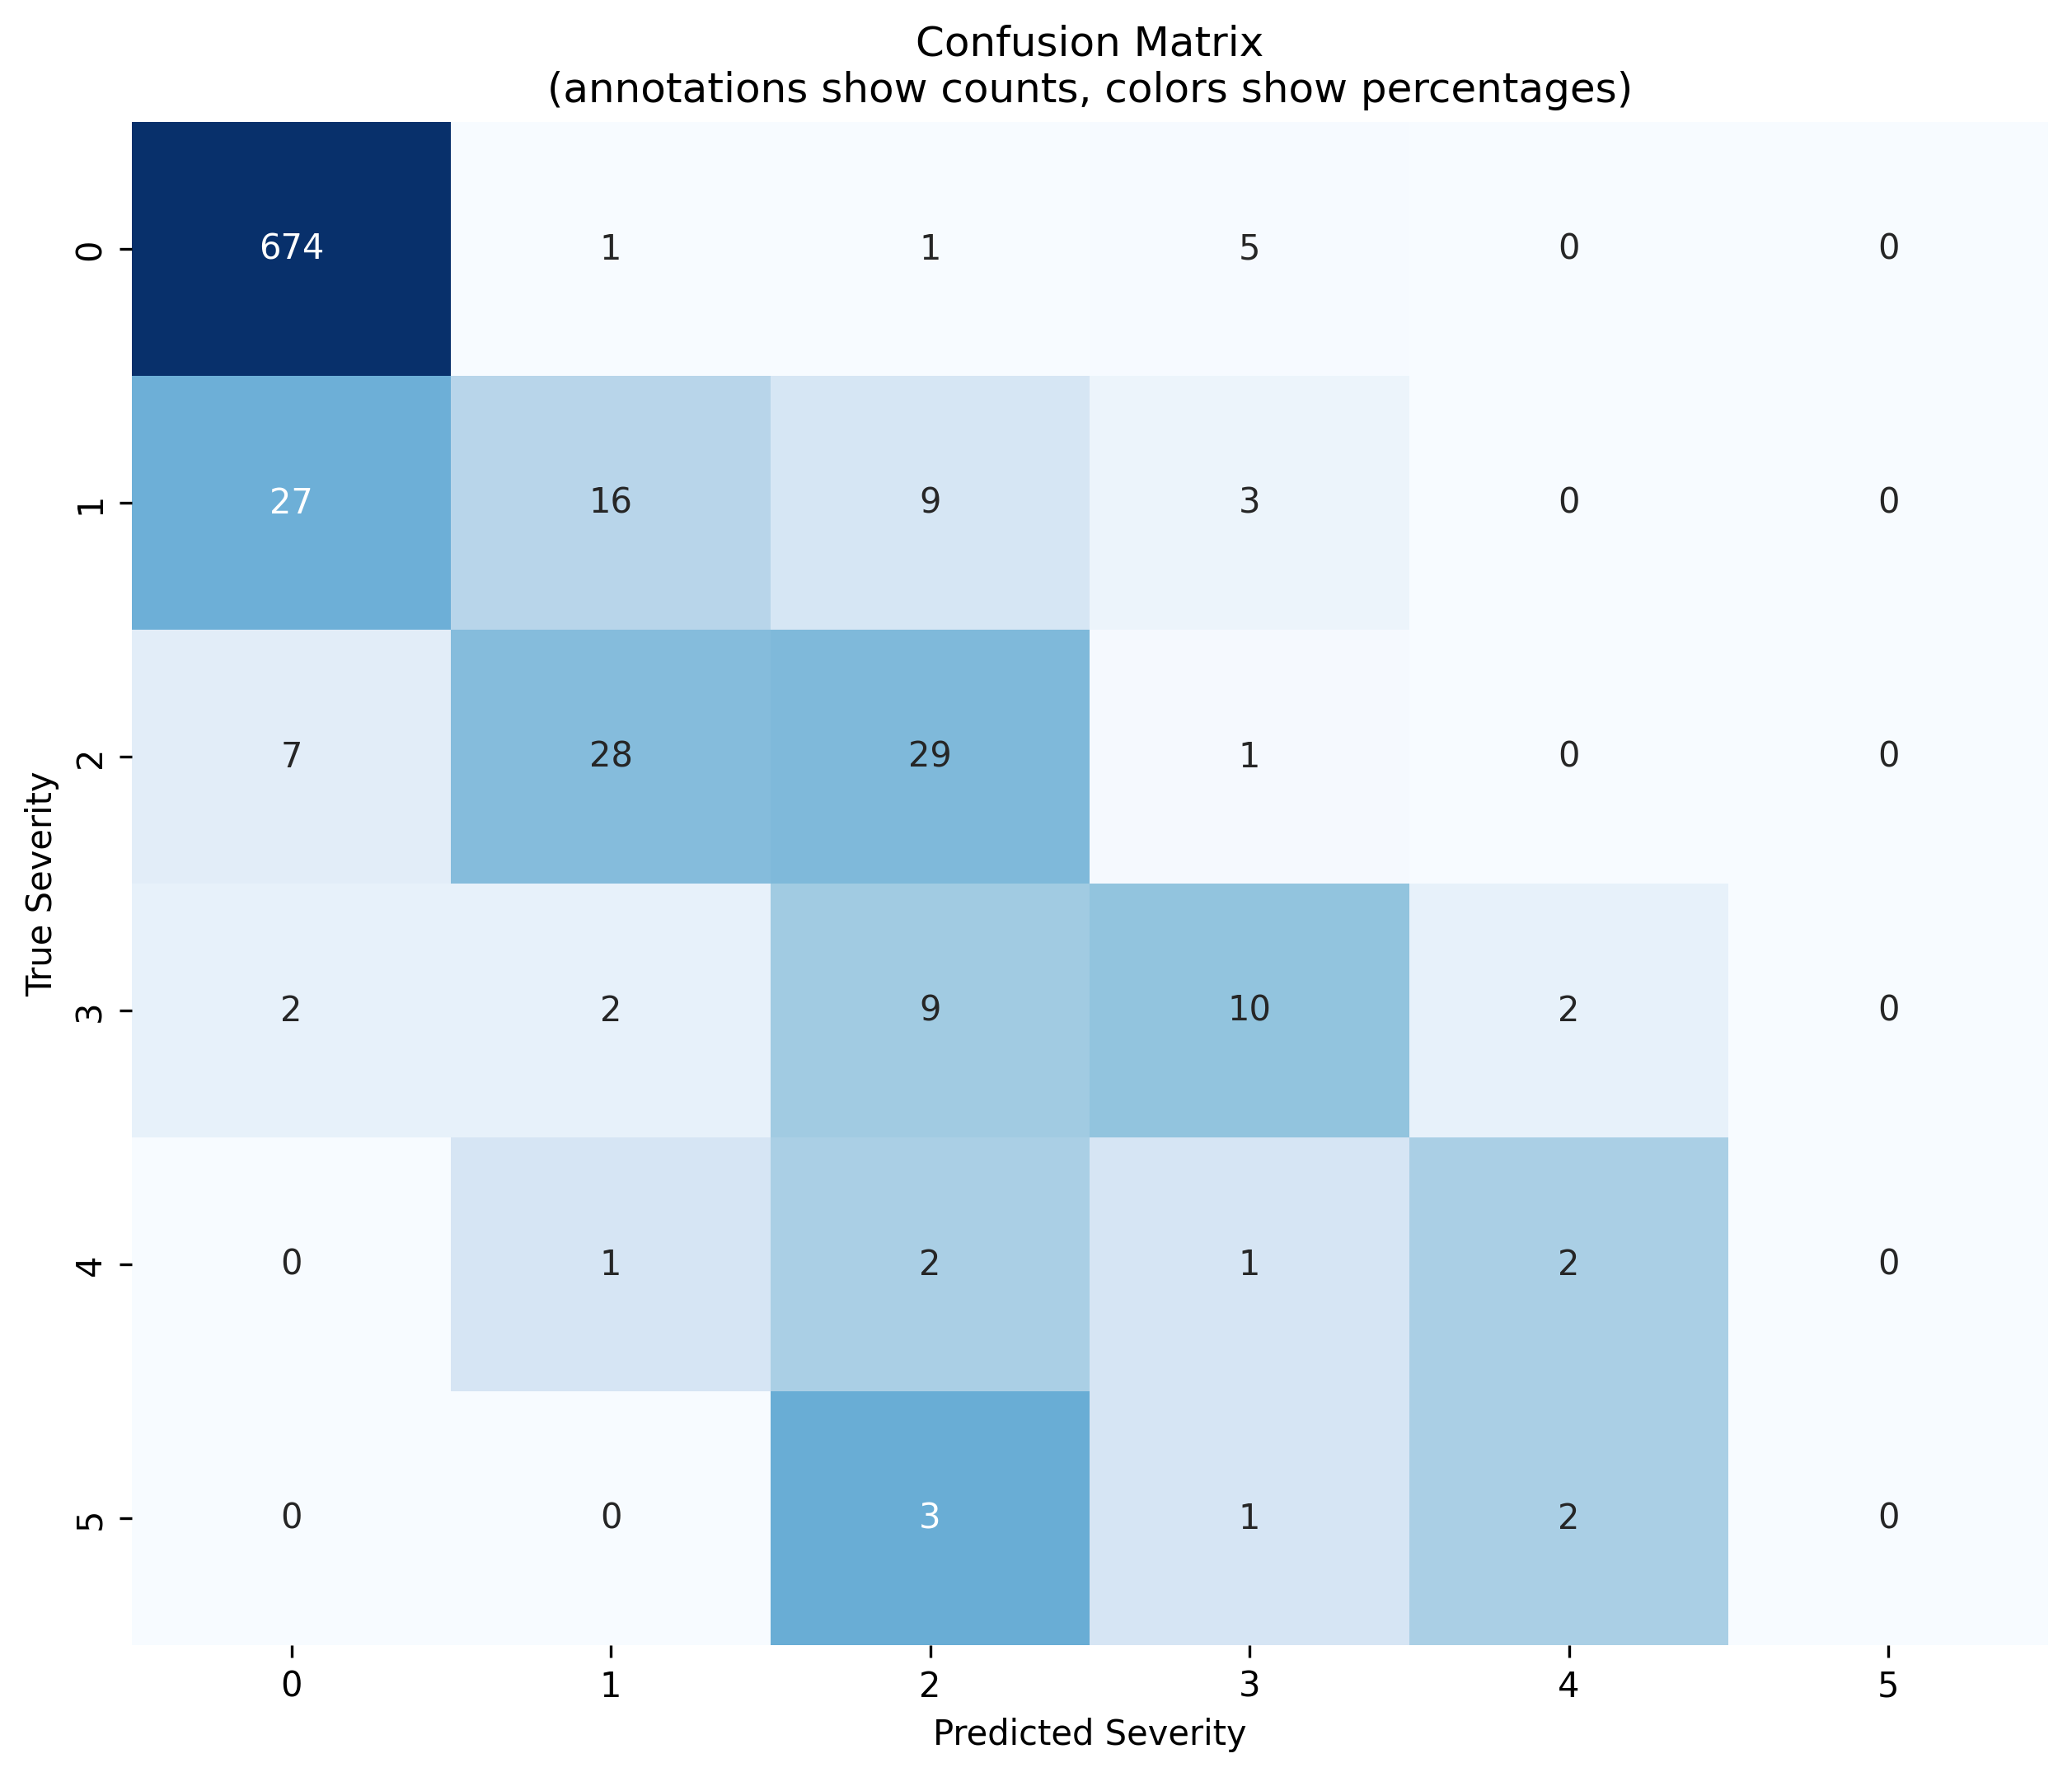 Confusion Matrix
(annotations show counts, colors show percentages)
True Severity
0 674 1 1 5 0 0
1 27 16 9 3 0 0
2 7 28 29 1 0 0
3 2 2 9 10 2 0
4 0 1 2 1 2 0
5 0 0 3 1 2 0
0 1 2 3 4 5
Predicted Severity